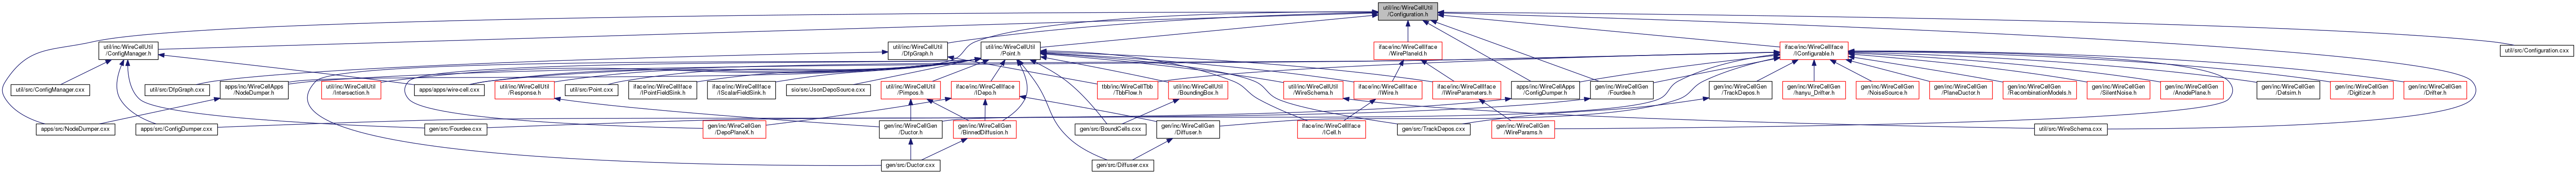 util/inc/WireCellUtil
/Configuration.h
util/inc/WireCellUtil
/ConfigManager.h
util/inc/WireCellUtil
/DfpGraph.h
util/inc/WireCellUtil
/Point.h
iface/inc/WireCellIface
/WirePlaneId.h
iface/inc/WireCellIface
/IConfigurable.h
util/src/Configuration.cxx
util/src/ConfigManager.cxx
util/src/DfpGraph.cxx
apps/inc/WireCellApps
/NodeDumper.h
util/inc/WireCellUtil
/Intersection.h
apps/apps/wire-cell.cxx
util/inc/WireCellUtil
/Response.h
util/src/Point.cxx
iface/inc/WireCellIface
/IPointFieldSink.h
iface/inc/WireCellIface
/IScalarFieldSink.h
sio/src/JsonDepoSource.cxx
util/inc/WireCellUtil
/Pimpos.h
iface/inc/WireCellIface
/IDepo.h
tbb/inc/WireCellTbb
/TbbFlow.h
util/inc/WireCellUtil
/BoundingBox.h
util/inc/WireCellUtil
/WireSchema.h
iface/inc/WireCellIface
/IWire.h
iface/inc/WireCellIface
/IWireParameters.h
apps/inc/WireCellApps
/ConfigDumper.h
gen/inc/WireCellGen
/Fourdee.h
gen/inc/WireCellGen
/TrackDepos.h
gen/inc/WireCellGen
/hanyu_Drifter.h
gen/inc/WireCellGen
/NoiseSource.h
gen/inc/WireCellGen
/PlaneDuctor.h
gen/inc/WireCellGen
/RecombinationModels.h
gen/inc/WireCellGen
/SilentNoise.h
gen/inc/WireCellGen
/AnodePlane.h
gen/inc/WireCellGen
/Detsim.h
gen/inc/WireCellGen
/Digitizer.h
gen/inc/WireCellGen
/Drifter.h
apps/src/NodeDumper.cxx
apps/src/ConfigDumper.cxx
gen/src/Fourdee.cxx
gen/inc/WireCellGen
/DepoPlaneX.h
gen/inc/WireCellGen
/Ductor.h
gen/inc/WireCellGen
/BinnedDiffusion.h
gen/src/BoundCells.cxx
gen/inc/WireCellGen
/Diffuser.h
iface/inc/WireCellIface
/ICell.h
gen/src/TrackDepos.cxx
gen/inc/WireCellGen
/WireParams.h
util/src/WireSchema.cxx
gen/src/Ductor.cxx
gen/src/Diffuser.cxx